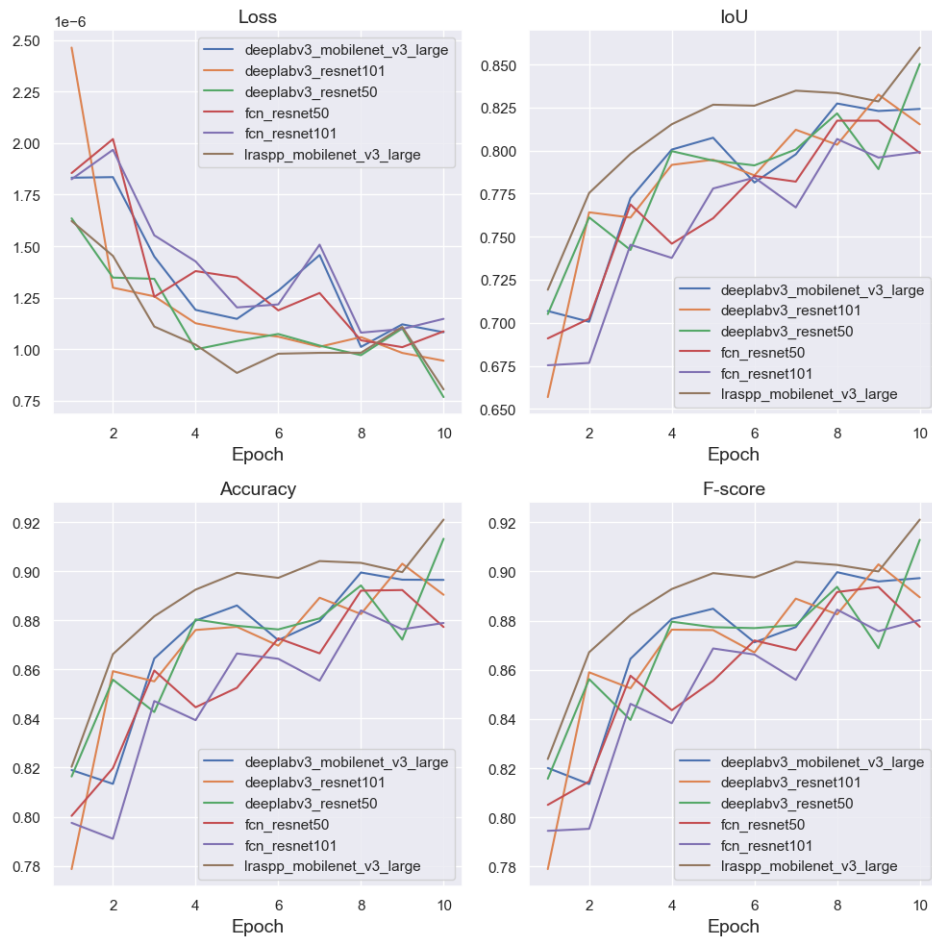 Loss
1e−6
2.50
2.25
2.00
1.75
1.50
1.25
1.00
0.75
deeplabv3_mobilenet_v3_large
deeplabv3_resnet101
deeplabv3_resnet50
fcn_resnet50
fcn_resnet101
lraspp_mobilenet_v3_large
2 4 6 8 10
Epoch
IoU
0.850
0.825
0.800
0.775
0.750
0.725
0.700
0.675
0.650
deeplabv3_mobilenet_v3_large
deeplabv3_resnet101
deeplabv3_resnet50
fcn_resnet50
fcn_resnet101
lraspp_mobilenet_v3_large
2 4 6 8 10
Epoch
Accuracy
0.92
0.90
0.88
0.86
0.84
0.82
0.80
0.78
deeplabv3_mobilenet_v3_large
deeplabv3_resnet101
deeplabv3_resnet50
fcn_resnet50
fcn_resnet101
lraspp_mobilenet_v3_large
2 4 6 8 10
Epoch
F-score
0.92
0.90
0.88
0.86
0.84
0.82
0.80
0.78
deeplabv3_mobilenet_v3_large
deeplabv3_resnet101
deeplabv3_resnet50
fcn_resnet50
fcn_resnet101
lraspp_mobilenet_v3_large
2 4 6 8 10
Epoch